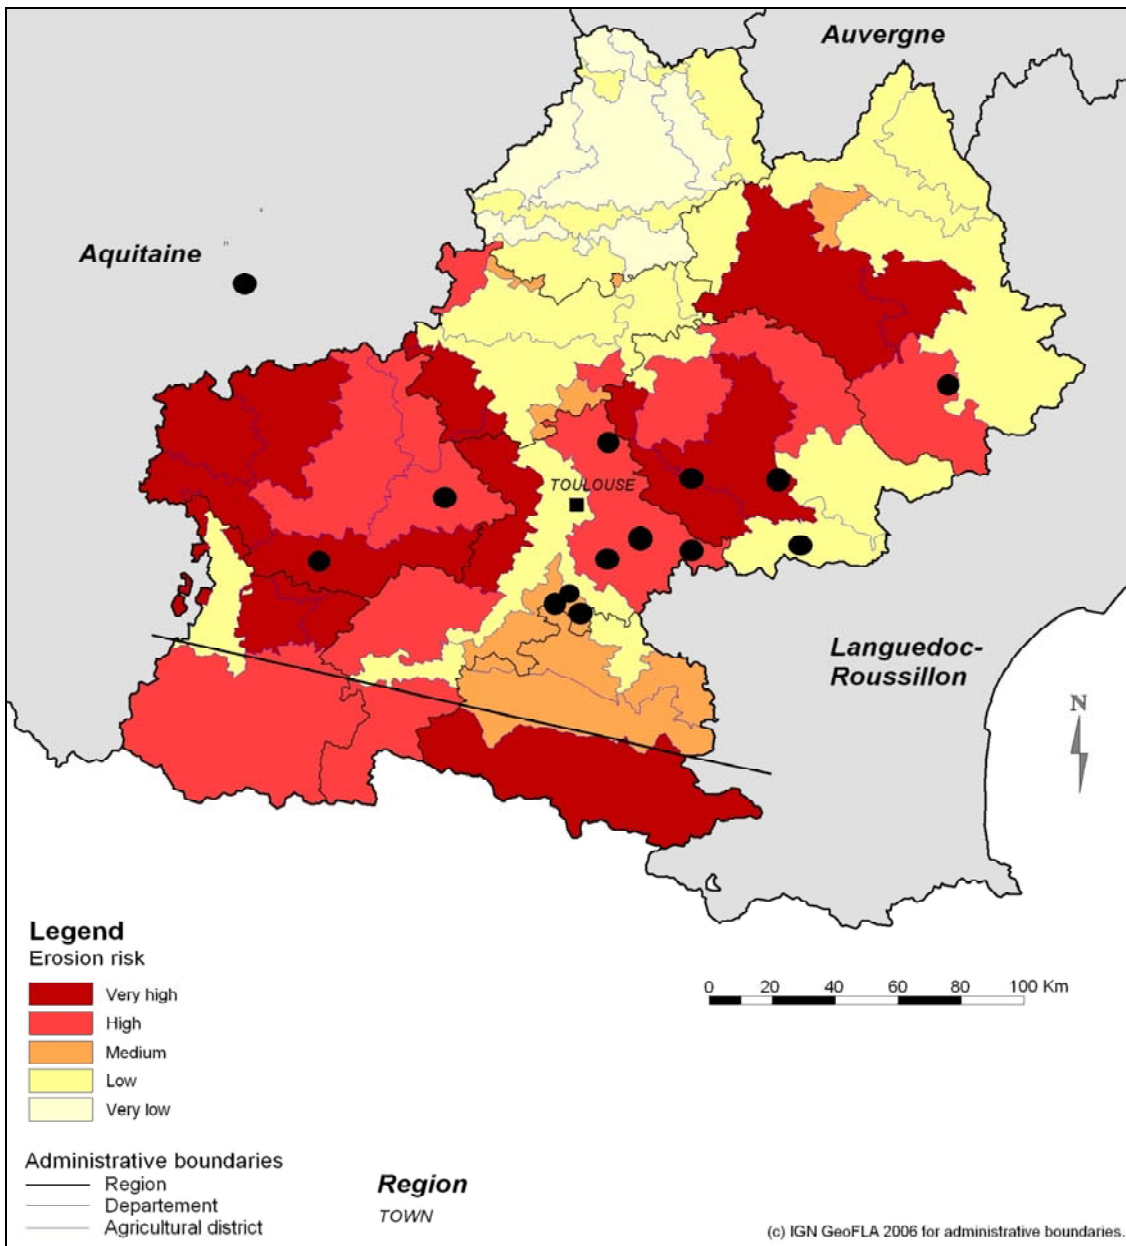 Auvergne
Aquitaine
TOULOUSE
Languedoc-
Roussillon
N
Legend
Erosion risk
Very high
High
Medium
Low
Very low
0 20 40 60 80 100 Km
Administrative boundaries
Region
Departement
Agricultural district
Region
TOWN
(c) IGN GeoFLA 2006 for administrative boundaries.